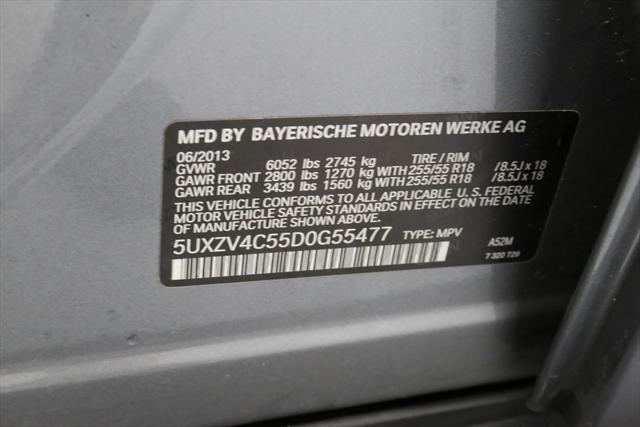 MFD BY BAYERISCHE MOTOREN WERKE AG
06/2013
GVWR 6052 lbs 2745 kg TIRE / RIM
GAWR FRONT 2800 lbs 1270 kg WITH 255/55 R18 /8.5J x 18
GAWR REAR 3439 lbs 1560 kg WITH 255/55 R18 /8.5J x 18
THIS VEHICLE CONFORMS TO ALL APPLICABLE U. S. FEDERAL
MOTOR VEHICLE SAFETY STANDARDS IN EFFECT ON THE DATE OF
MANUFACTURE SHOWN ABOVE.
5UXZV4C55D0G55477 TYPE: MPV A52M
7 320 729